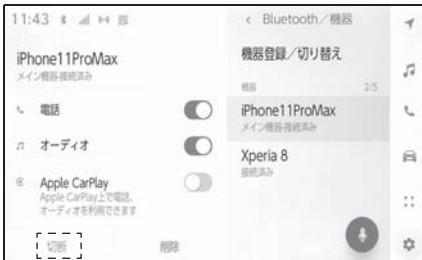 11:43
iPhone11ProMax
メイン機器-接続済み
電話
オーディオ
Apple CarPlay
Apple CarPlay上で電話、
オーディオを利用できます
切断
削除
< Bluetooth／機器
機器登録／切り替え
機器
2/5
iPhone11ProMax
メイン機器-接続済み
Xperia 8
接続済み